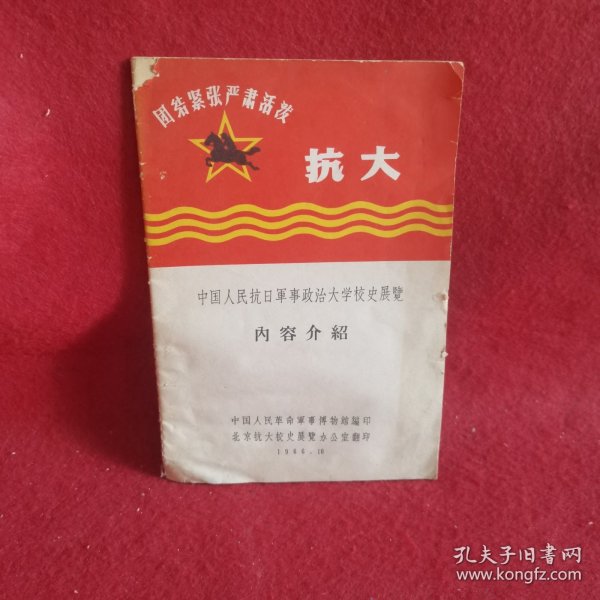 团结紧张严肃活泼
抗大
中国人民抗日軍事政治大学校史展覽
內容介紹
中国人民革命軍事博物館編印
北京抗大校史展覽办公室翻印
1966.10
孔夫子旧书网
www.kongfz.com